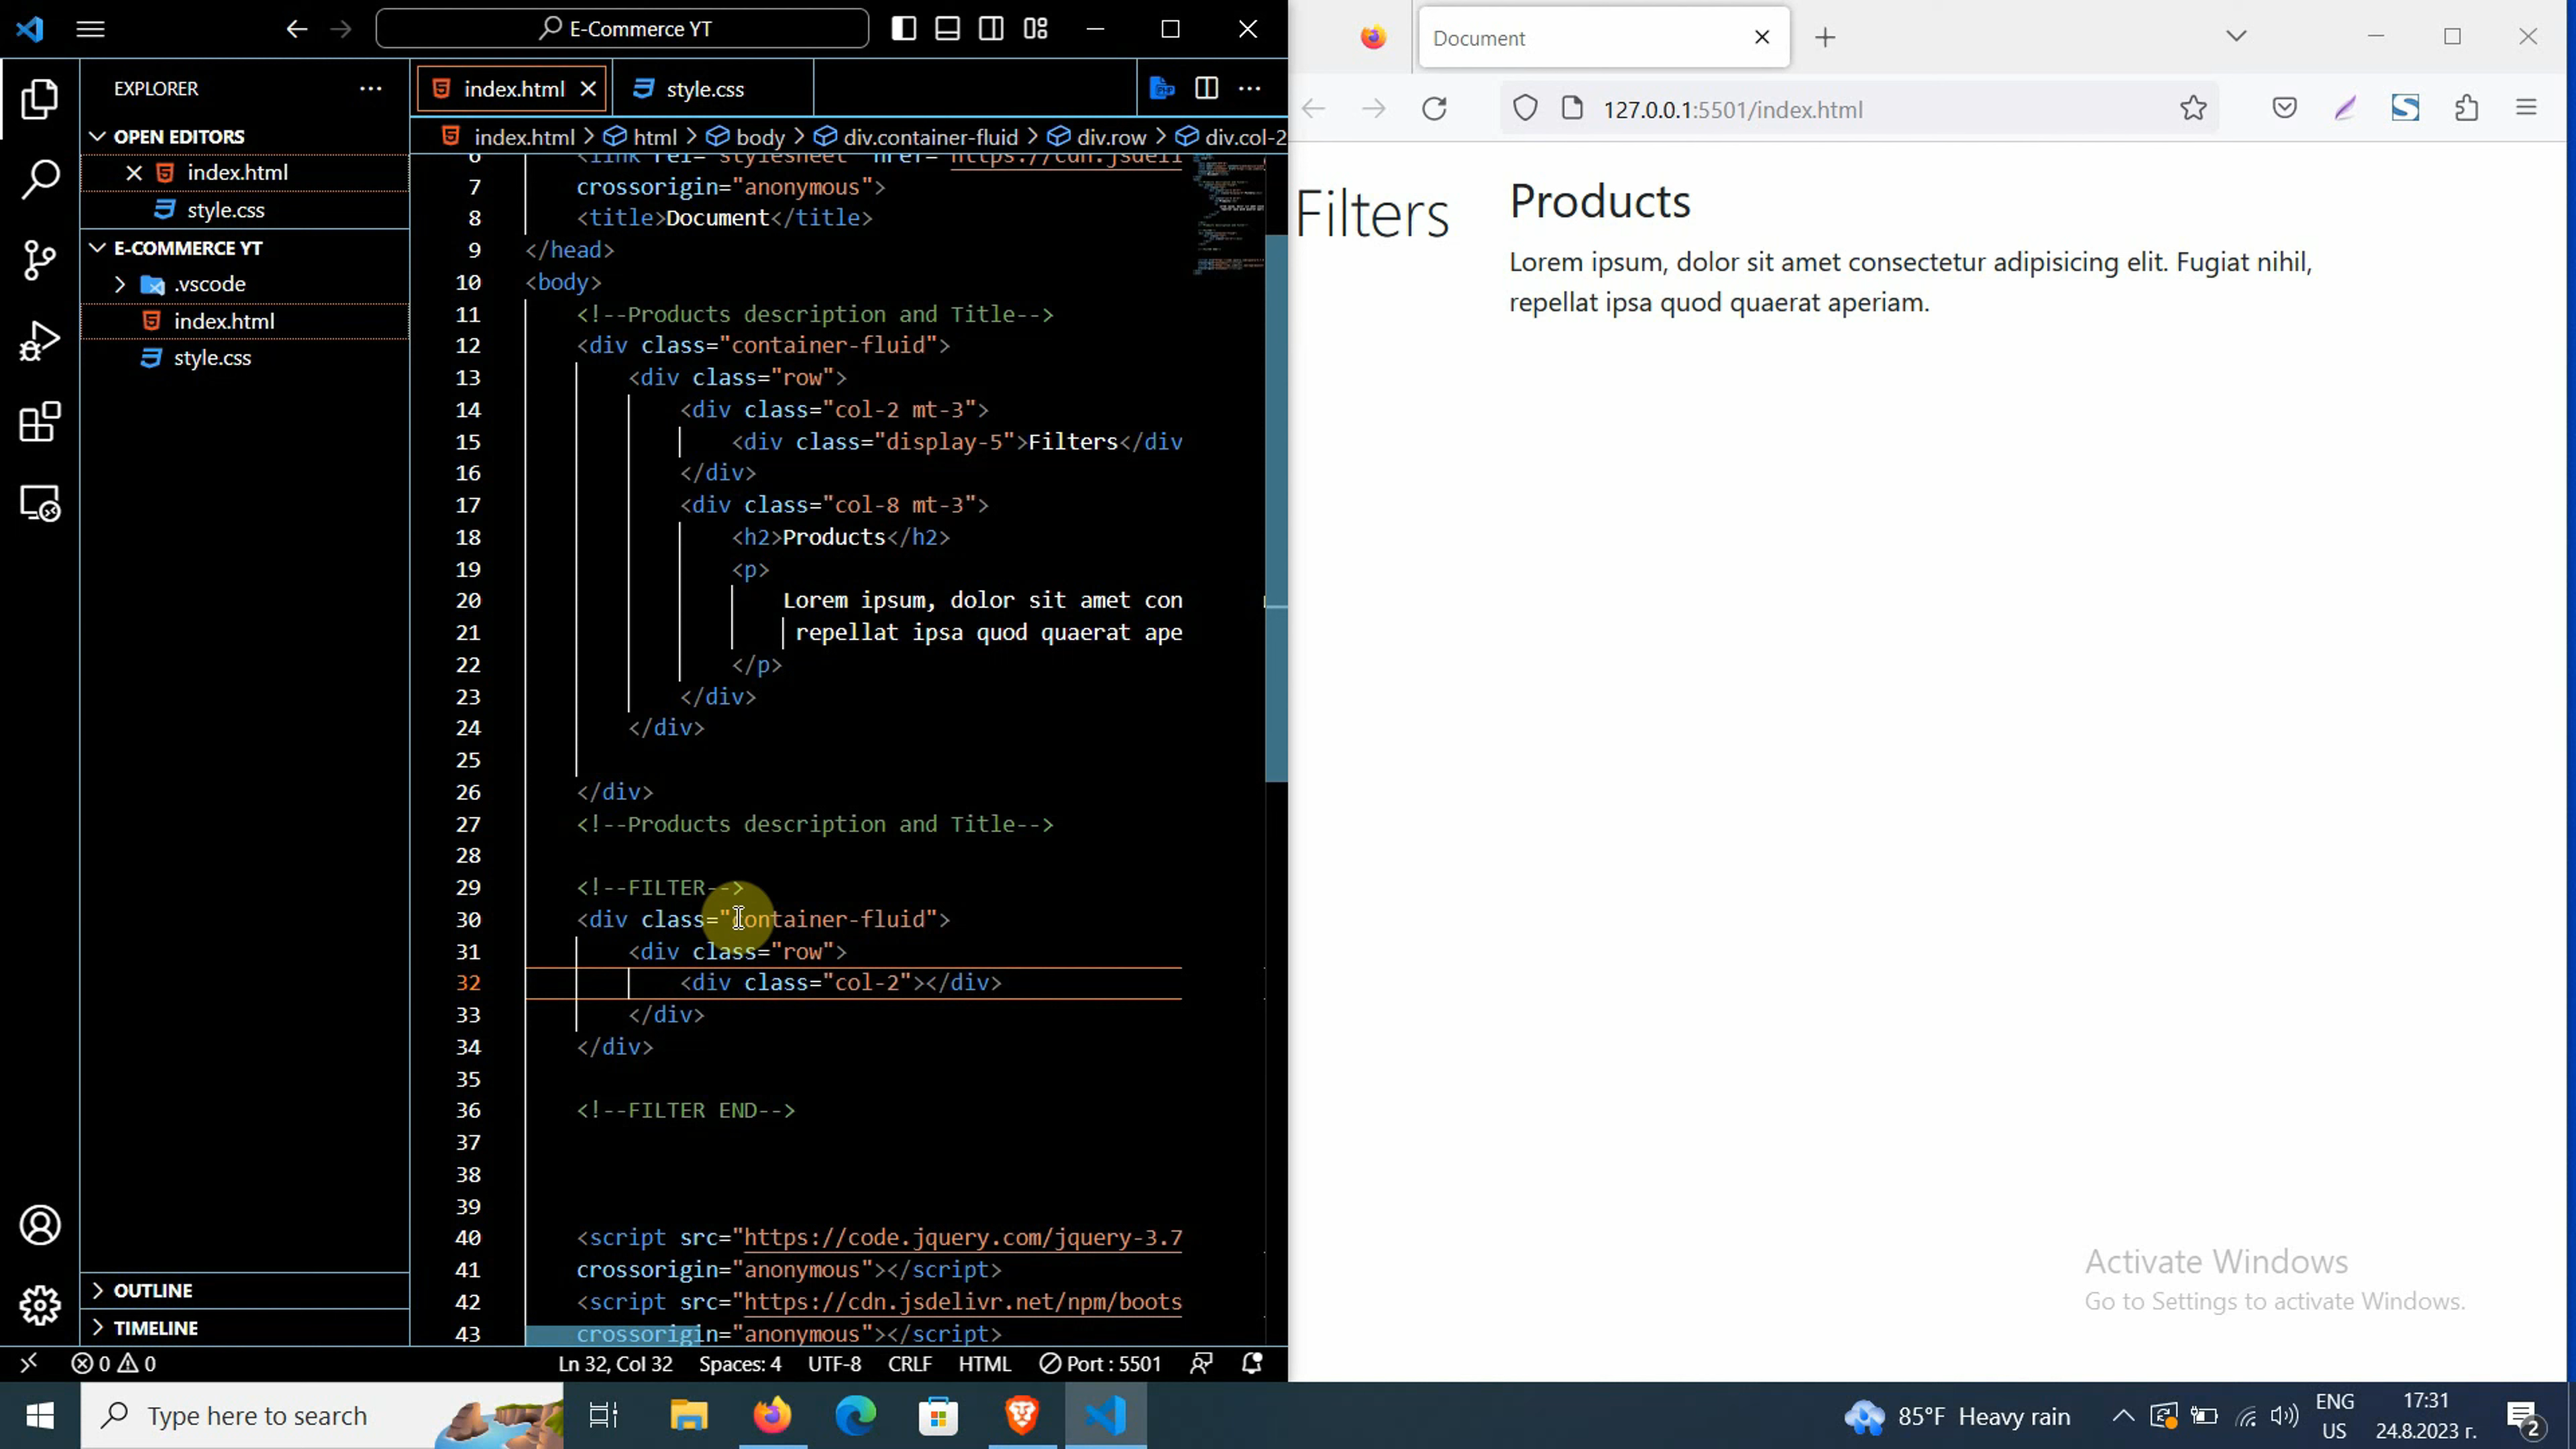 E-Commerce YT
EXPLORER
OPEN EDITORS
index.html
style.css
E-COMMERCE YT
.vscode
index.html
style.css
OUTLINE
TIMELINE
index.html
style.css
index.html > html > body > div.container-fluid > div.row > div.col-2
6 <link rel="stylesheet" href="https://cdn.jsdeli
7 crossorigin="anonymous">
8 <title>Document</title>
9 </head>
10 <body>
11 <!--Products description and Title-->
12 <div class="container-fluid">
13 <div class="row">
14 <div class="col-2 mt-3">
15 <div class="display-5">Filters</div
16 </div>
17 <div class="col-8 mt-3">
18 <h2>Products</h2>
19 <p>
20 Lorem ipsum, dolor sit amet con
21 repellat ipsa quod quaerat ape
22 </p>
23 </div>
24 </div>
25
26 </div>
27 <!--Products description and Title-->
28
29 <!--FILTER-->
30 <div class="container-fluid">
31 <div class="row">
32 <div class="col-2"></div>
33 </div>
34 </div>
35
36 <!--FILTER END-->
37
38
39
40 <script src="https://code.jquery.com/jquery-3.7
41 crossorigin="anonymous"></script>
42 <script src="https://cdn.jsdelivr.net/npm/boots
43 crossorigin="anonymous"></script>
0 0
Ln 32, Col 32 Spaces: 4 UTF-8 CRLF HTML Port : 5501
Document
127.0.0.1:5501/index.html
Filters
Products
Lorem ipsum, dolor sit amet consectetur adipisicing elit. Fugiat nihil,
repellat ipsa quod quaerat aperiam.
Activate Windows
Go to Settings to activate Windows.
Type here to search
85°F Heavy rain
ENG
US
17:31
24.8.2023 г.
2